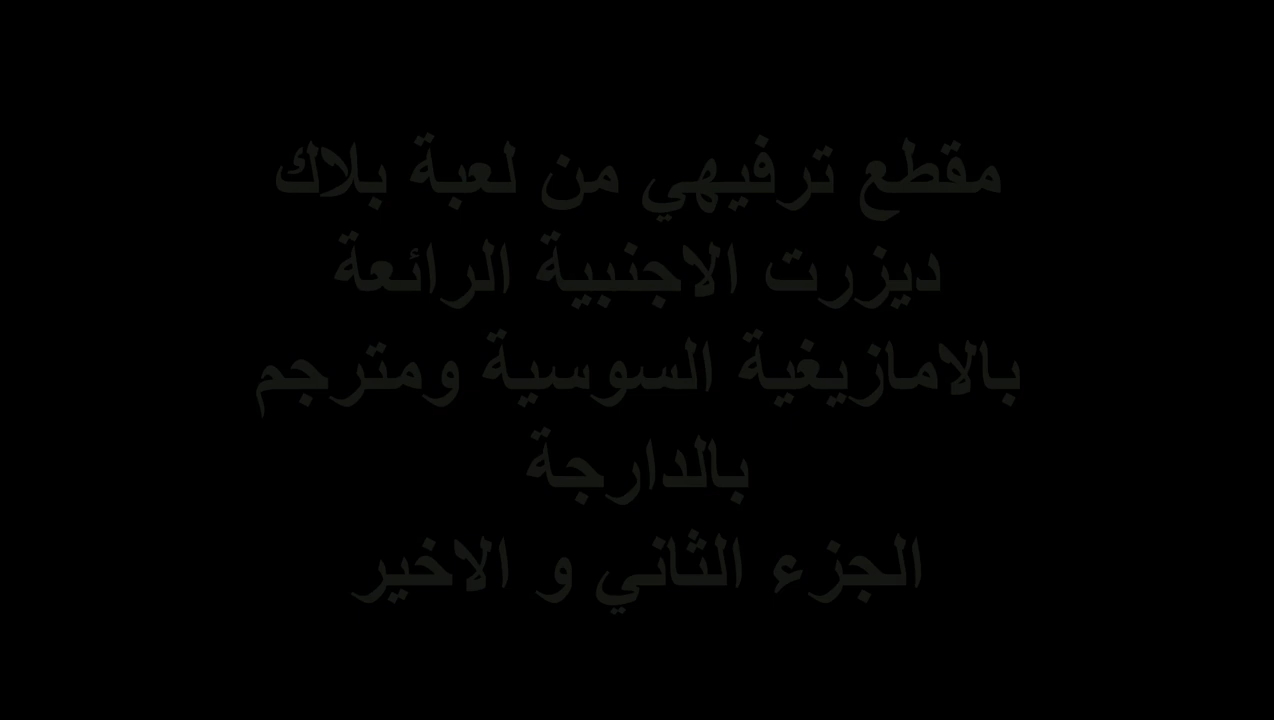 مقطع ترفيهي من لعبة بلاك
ديزرت الاجنبية الرائعة
بالامازيغية السوسية ومترجم
بالدارجة
الجزء الثاني و الاخير